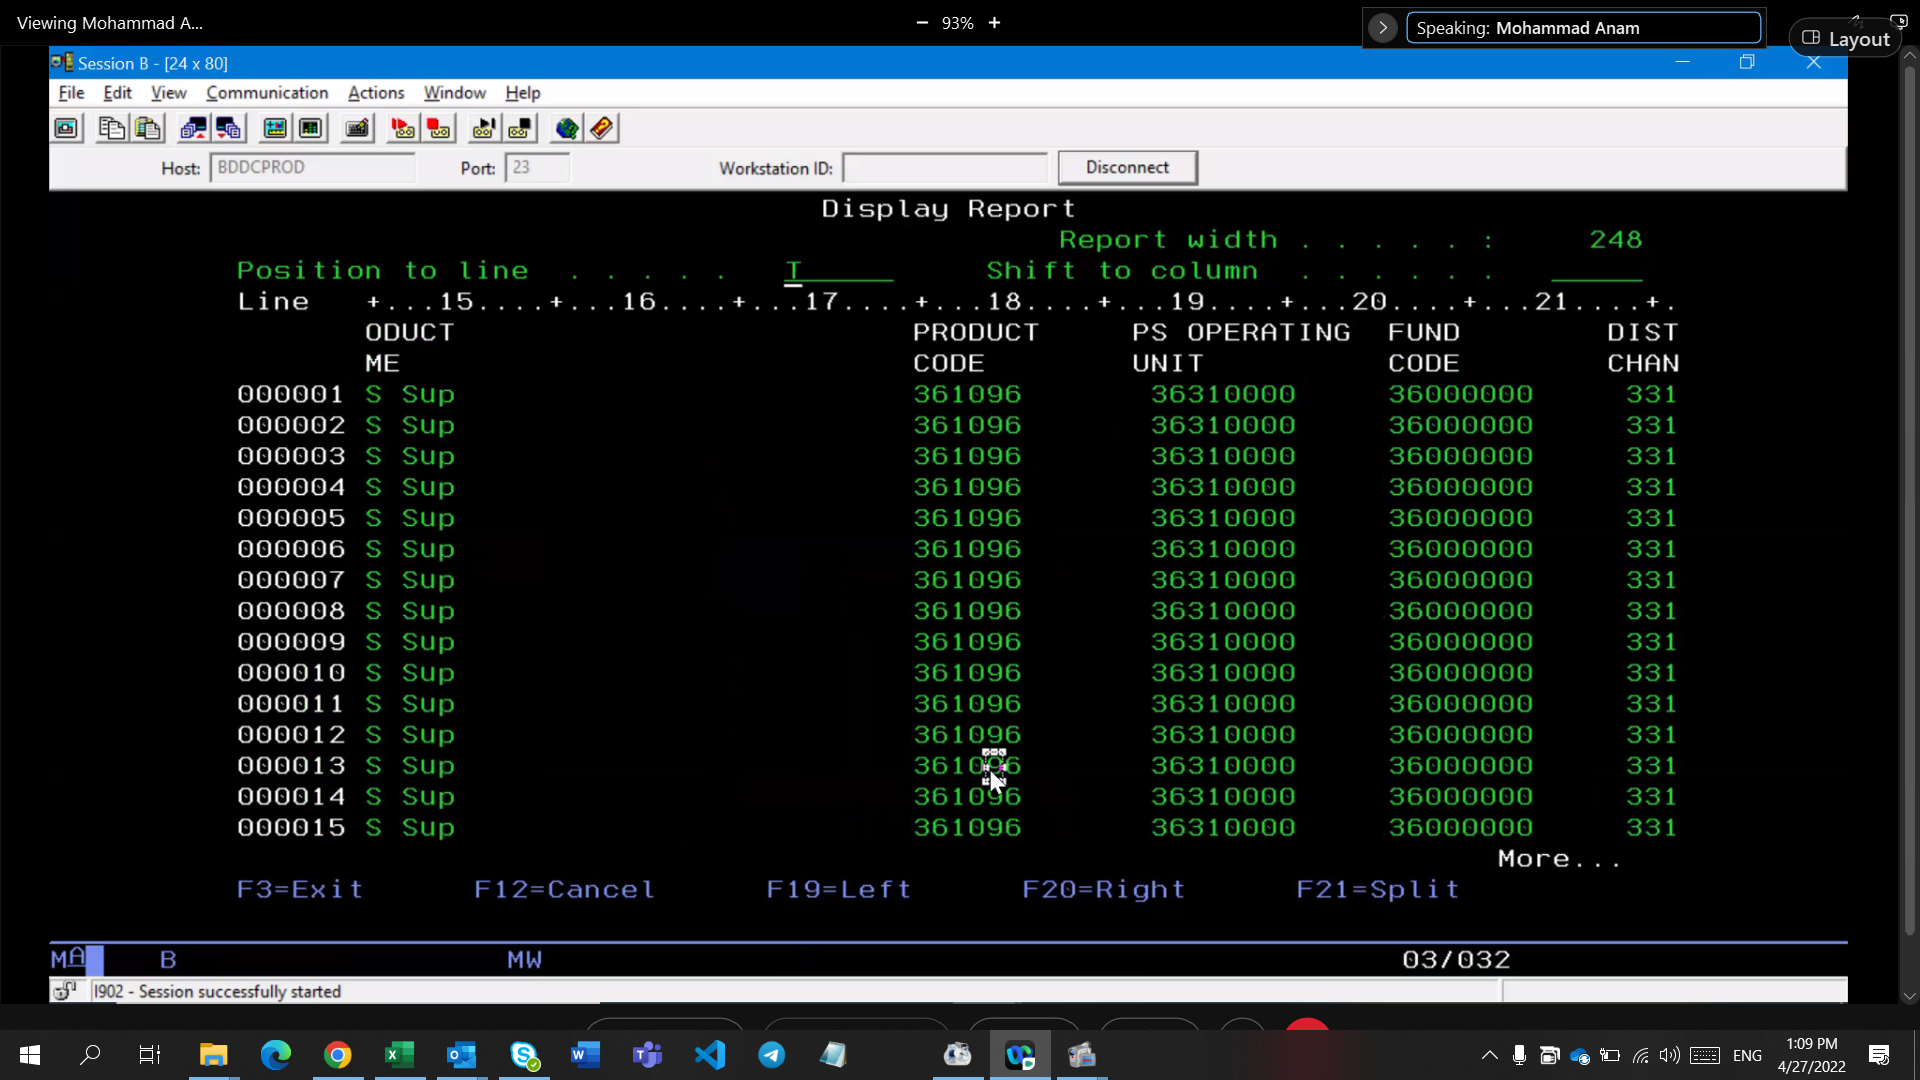 Viewing Mohammad A...
93%
Speaking: Mohammad Anam
Layout
Session B - [24 x 80]
File Edit View Communication Actions Window Help
Host: BDDCPROD Port: 23 Workstation ID: Disconnect
Display Report
Report width . . . . . : 248
Position to line . . . . . T Shift to column . . . . . .
Line +...15....+...16....+...17....+...18....+...19....+...20....+...21....+.
ODUCT PRODUCT PS OPERATING FUND DIST
ME CODE UNIT CODE CHAN
000001 S Sup 361096 36310000 36000000 331
000002 S Sup 361096 36310000 36000000 331
000003 S Sup 361096 36310000 36000000 331
000004 S Sup 361096 36310000 36000000 331
000005 S Sup 361096 36310000 36000000 331
000006 S Sup 361096 36310000 36000000 331
000007 S Sup 361096 36310000 36000000 331
000008 S Sup 361096 36310000 36000000 331
000009 S Sup 361096 36310000 36000000 331
000010 S Sup 361096 36310000 36000000 331
000011 S Sup 361096 36310000 36000000 331
000012 S Sup 361096 36310000 36000000 331
000013 S Sup 361096 36310000 36000000 331
000014 S Sup 361096 36310000 36000000 331
000015 S Sup 361096 36310000 36000000 331
More...
F3=Exit F12=Cancel F19=Left F20=Right F21=Split
MA B MW 03/032
I902 - Session successfully started
ENG
1:09 PM
4/27/2022